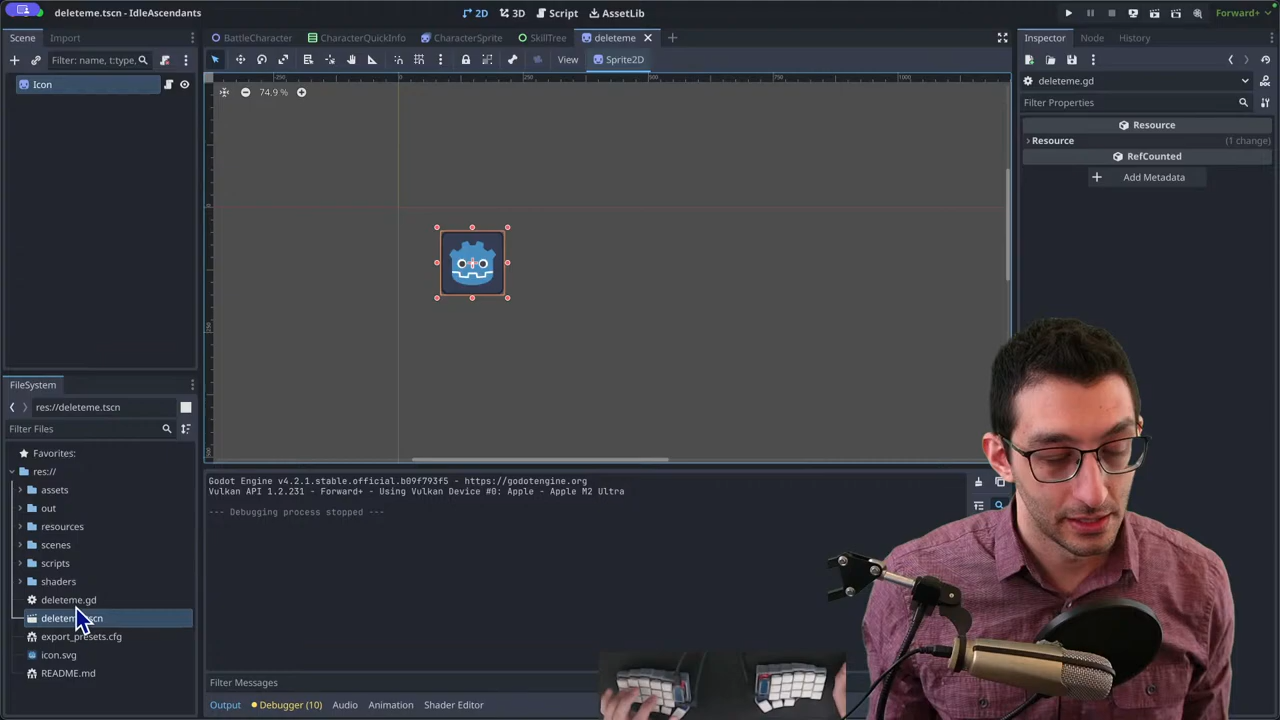 deleteme.tscn - IdleAscendants
2D
3D
Script
AssetLib
Forward+
Scene
Import
BattleCharacter
CharacterQuickInfo
CharacterSprite
SkillTree
deleteme
Inspector
Node
History
Filter: name, t:type,
View
Sprite2D
Icon
74.9 %
deleteme.gd
Filter Properties
Resource
Resource
(1 change)
RefCounted
Add Metadata
FileSystem
res://deleteme.tscn
Filter Files
Favorites:
res://
assets
out
resources
scenes
scripts
shaders
deleteme.gd
export_presets.cfg
icon.svg
README.md
Godot Engine v4.2.1.stable.official.b09f793f5 - https://godotengine.org
Vulkan API 1.2.231 - Forward+ - Using Vulkan Device #0: Apple - Apple M2 Ultra
--- Debugging process stopped ---
Filter Messages
Output
Debugger (10)
Audio
Animation
Shader Editor